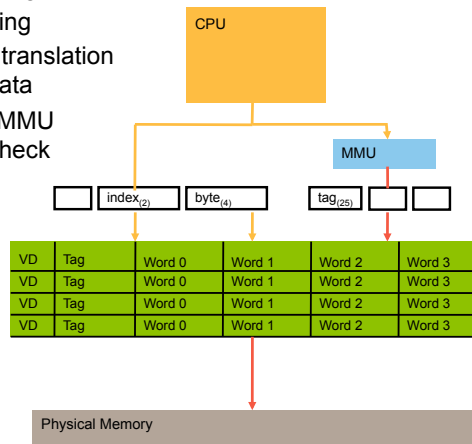 ing
translation
ata
MMU
heck
CPU
MMU
index(2) byte(4) tag(25)
VD Tag Word 0 Word 1 Word 2 Word 3
VD Tag Word 0 Word 1 Word 2 Word 3
VD Tag Word 0 Word 1 Word 2 Word 3
VD Tag Word 0 Word 1 Word 2 Word 3
Physical Memory